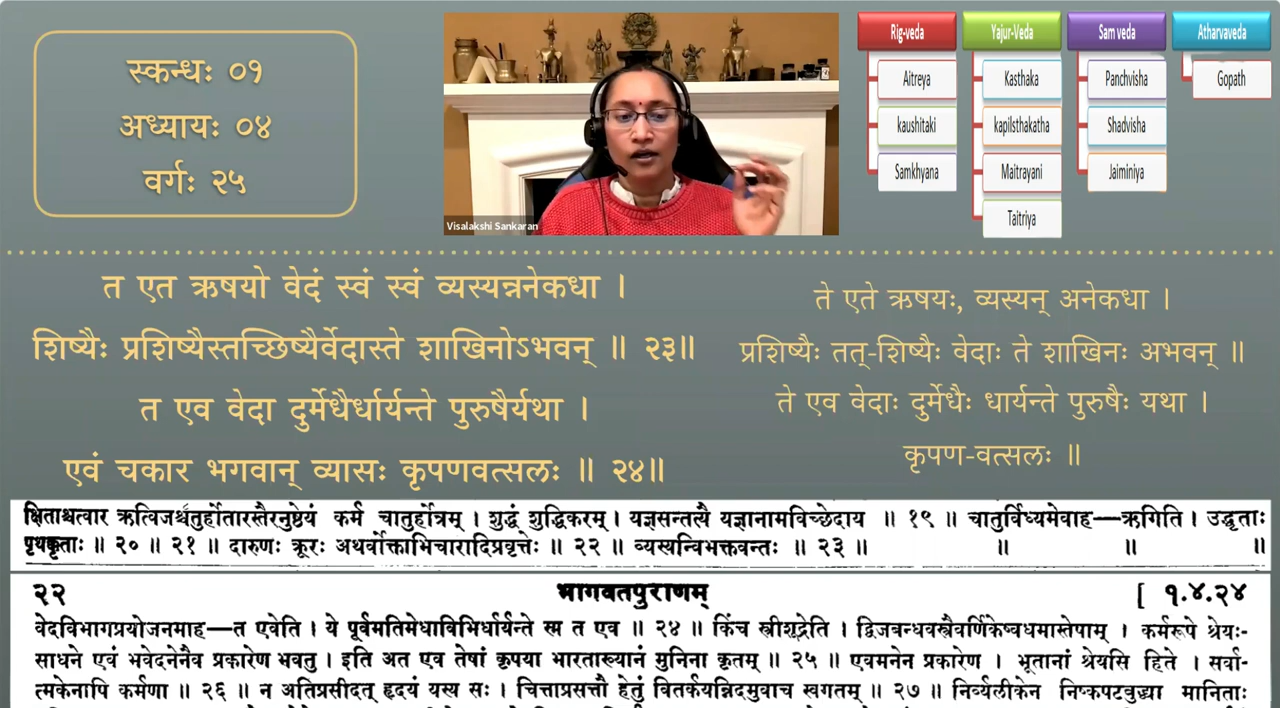 स्कन्धः ०१
अध्यायः ०४
वर्गः २५
Visalakshi Sankaran
Rig-veda
Aitreya
kaushitaki
Samkhyana
Yajur-Veda
Kasthaka
kapilsthakatha
Maitrayani
Taitriya
Sam veda
Panchvisha
Shadvisha
Jaiminiya
Atharvaveda
Gopath
त एत ऋषयो वेदं स्वं स्वं व्यस्यन्ननेकधा ।
शिष्यैः प्रशिष्यैस्तच्छिष्यैर्वेदास्ते शाखिनोऽभवन् ॥ २३॥
त एव वेदा दुर्मेधैर्धार्यन्ते पुरुषैर्यथा ।
एवं चकार भगवान् व्यासः कृपणवत्सलः ॥ २४॥
ते एते ऋषयः, व्यस्यन् अनेकधा ।
प्रशिष्यैः तत्-शिष्यैः वेदाः ते शाखिनः अभवन् ॥
ते एव वेदाः दुर्मेधैः धार्यन्ते पुरुषैः यथा ।
कृपण-वत्सलः ॥
क्षिताश्चत्वार ऋत्विजश्चतुर्होतारस्तैरनुष्ठेयं कर्म चातुर्होत्रम् । शुद्धं शुद्धिकरम् । यज्ञसन्तत्यै यज्ञानामविच्छेदाय ॥ १९ ॥ चातुर्विध्यमेवाह—ऋगिति । उद्धृताः
पृथक्कृताः ॥ २० ॥ २१ ॥ दारुणः क्रूरः अथर्वोक्ताभिचारादिप्रवृत्तेः ॥ २२ ॥ व्यस्यन्विभक्तवन्तः ॥ २३ ॥ ॥ ॥ ॥
२२ भागवतपुराणम् [ १.४.२४
वेदविभागप्रयोजनमाह—त एवेति । ये पूर्वमतिमेधाविभिर्धार्यन्ते स्म त एव ॥ २४ ॥ किंच स्त्रीशूद्रेति । द्विजबन्धवस्त्रैवर्णिकेष्वधमास्तेषाम् । कर्मरूपे श्रेयः-
साधने एवं भवेदनेनैव प्रकारेण भवतु । इति अत एव तेषां कृपया भारताख्यानं मुनिना कृतम् ॥ २५ ॥ एवमनेन प्रकारेण । भूतानां श्रेयसि हिते । सर्वा-
त्मकेनापि कर्मणा ॥ २६ ॥ न अतिप्रसीदत् हृदयं यस्य सः । चित्ताप्रसत्तौ हेतुं वितर्कयन्निदमुवाच स्वगतम् ॥ २७ ॥ निर्व्यलीकेन निष्कपटबुद्ध्या मानिताः